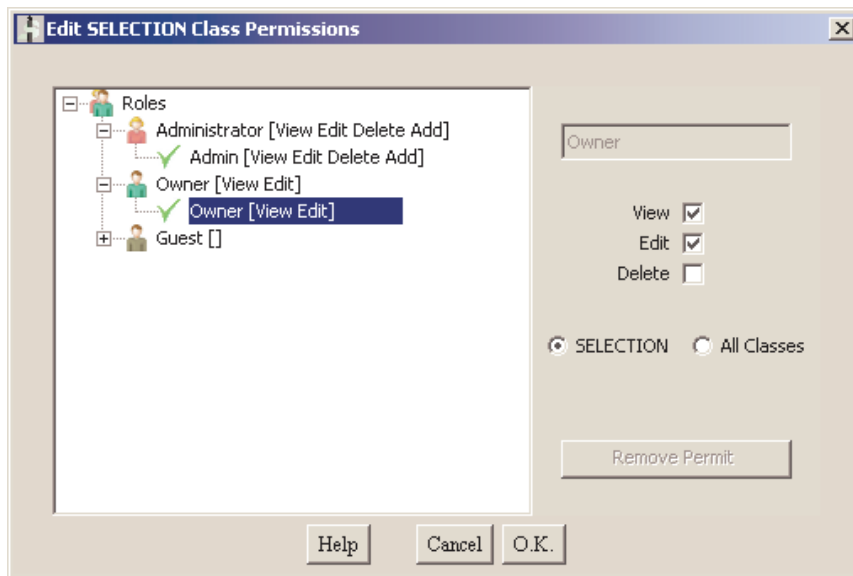 Edit SELECTION Class Permissions
Roles
Administrator [View Edit Delete Add]
Admin [View Edit Delete Add]
Owner [View Edit]
Owner [View Edit]
Guest []
Owner
View
Edit
Delete
SELECTION All Classes
Remove Permit
Help Cancel O.K.